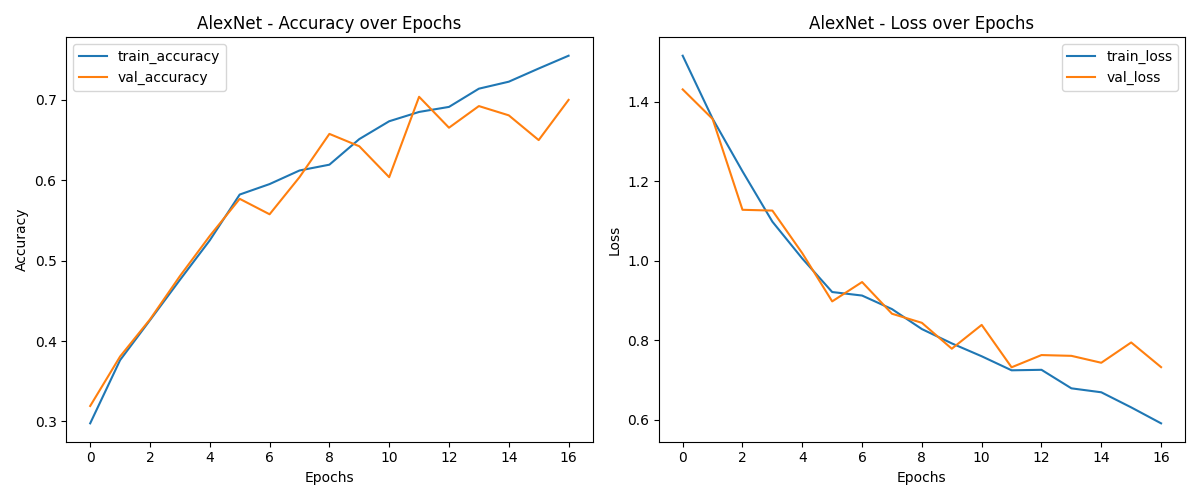 AlexNet - Accuracy over Epochs
train_accuracy
val_accuracy
0.7
0.6
0.5
0.4
0.3
Accuracy
0 2 4 6 8 10 12 14 16
Epochs
AlexNet - Loss over Epochs
train_loss
val_loss
1.4
1.2
1.0
0.8
0.6
Loss
0 2 4 6 8 10 12 14 16
Epochs